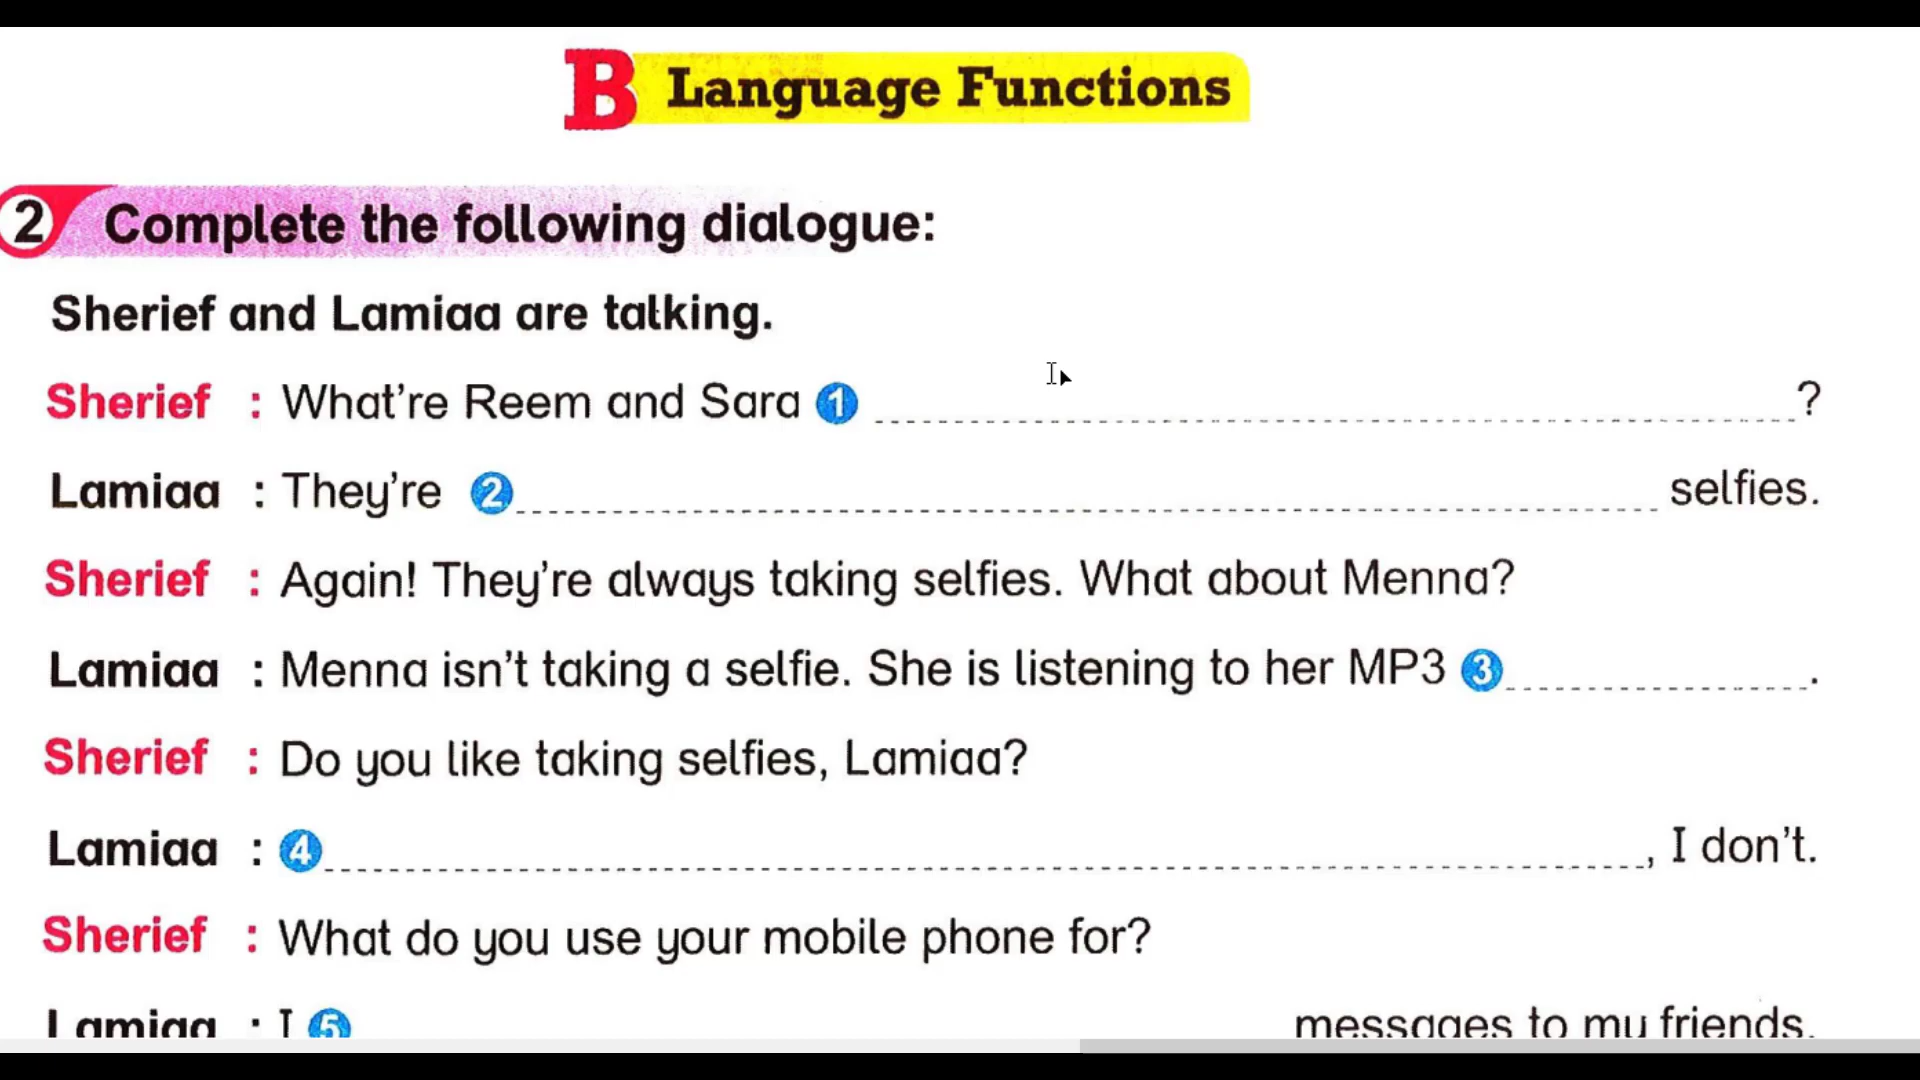 B Language Functions
2 Complete the following dialogue:
Sherief and Lamiaa are talking.
Sherief : What're Reem and Sara 1 ?
Lamiaa : They're 2 selfies.
Sherief : Again! They're always taking selfies. What about Menna?
Lamiaa : Menna isn't taking a selfie. She is listening to her MP3 3 .
Sherief : Do you like taking selfies, Lamiaa?
Lamiaa : 4 , I don't.
Sherief : What do you use your mobile phone for?
Lamiaa : I 5 messages to my friends.